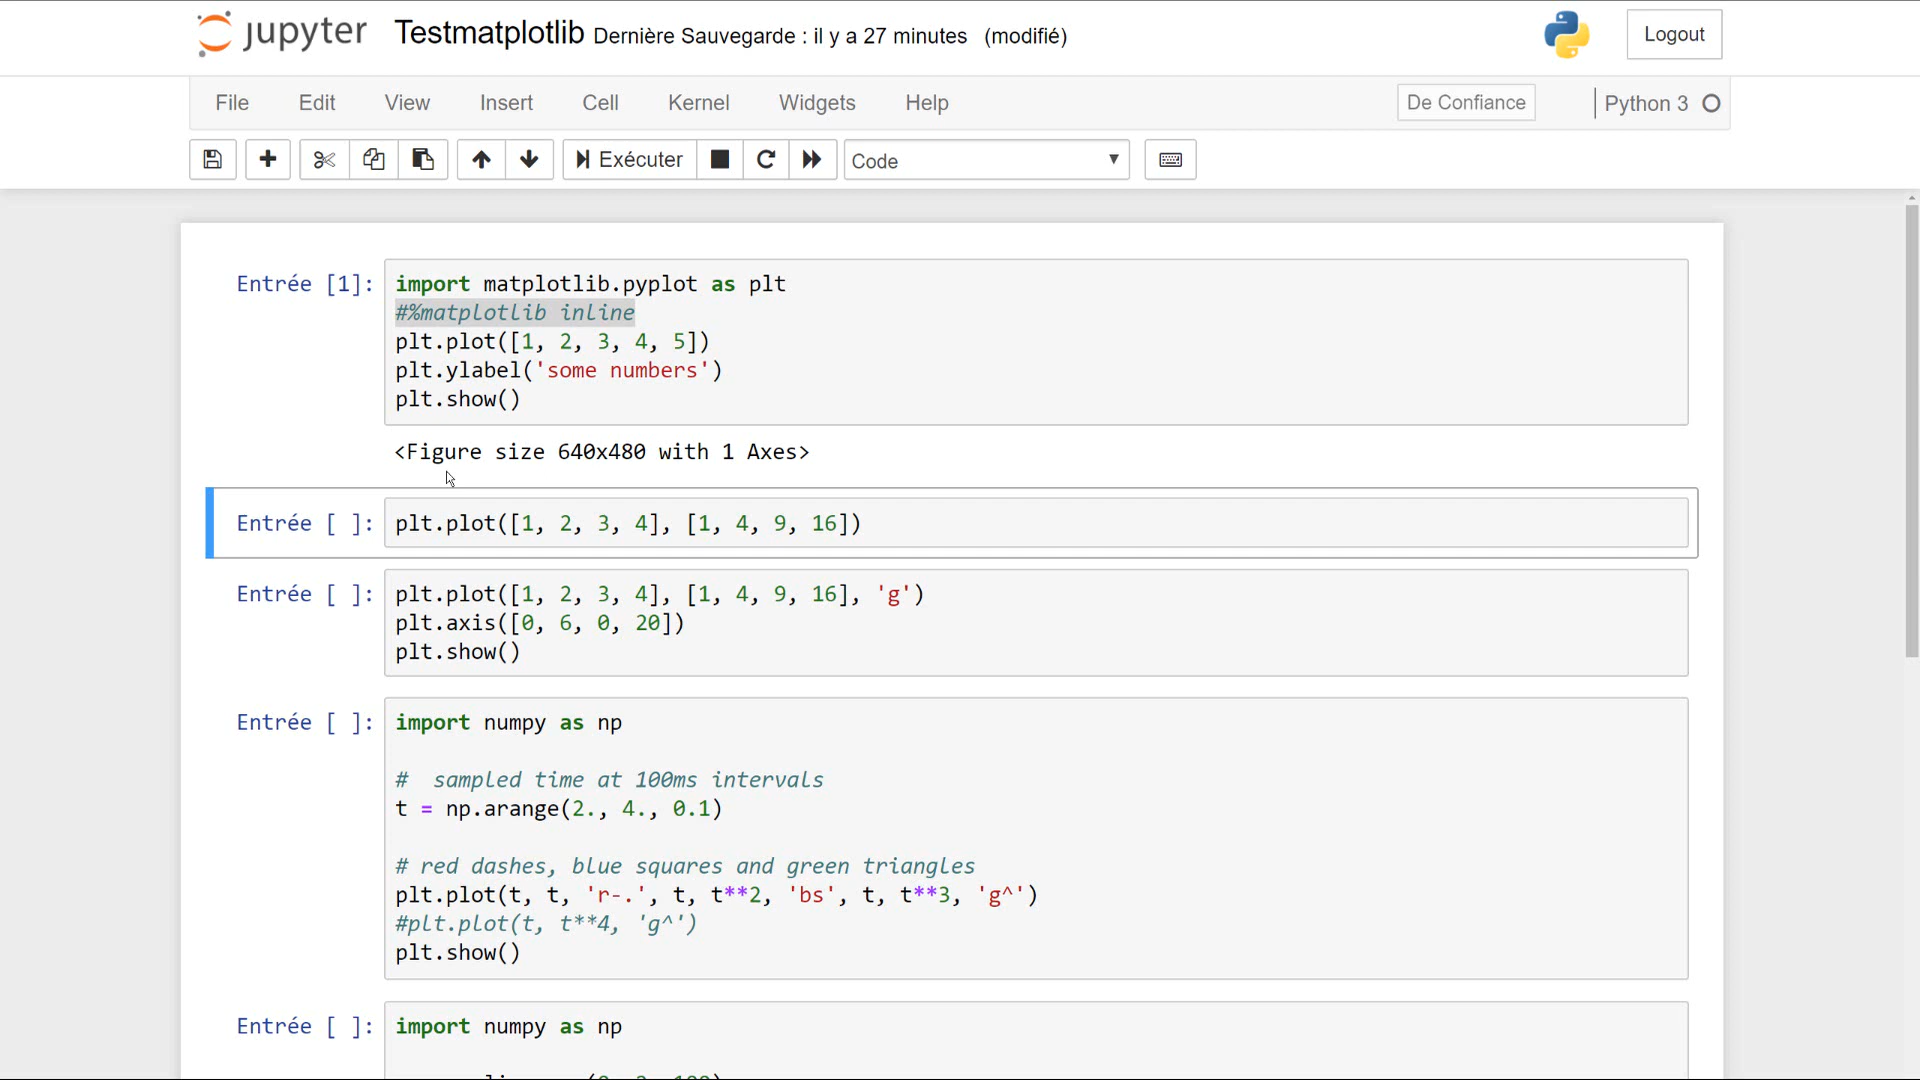 jupyter Testmatplotlib Dernière Sauvegarde : il y a 27 minutes (modifié) Logout
File Edit View Insert Cell Kernel Widgets Help De Confiance Python 3
Exécuter Code
Entrée [1]: import matplotlib.pyplot as plt
#%matplotlib inline
plt.plot([1, 2, 3, 4, 5])
plt.ylabel('some numbers')
plt.show()
<Figure size 640x480 with 1 Axes>
Entrée [ ]: plt.plot([1, 2, 3, 4], [1, 4, 9, 16])
Entrée [ ]: plt.plot([1, 2, 3, 4], [1, 4, 9, 16], 'g')
plt.axis([0, 6, 0, 20])
plt.show()
Entrée [ ]: import numpy as np
#  sampled time at 100ms intervals
t = np.arange(2., 4., 0.1)
# red dashes, blue squares and green triangles
plt.plot(t, t, 'r-.', t, t**2, 'bs', t, t**3, 'g^')
#plt.plot(t, t**4, 'g^')
plt.show()
Entrée [ ]: import numpy as np